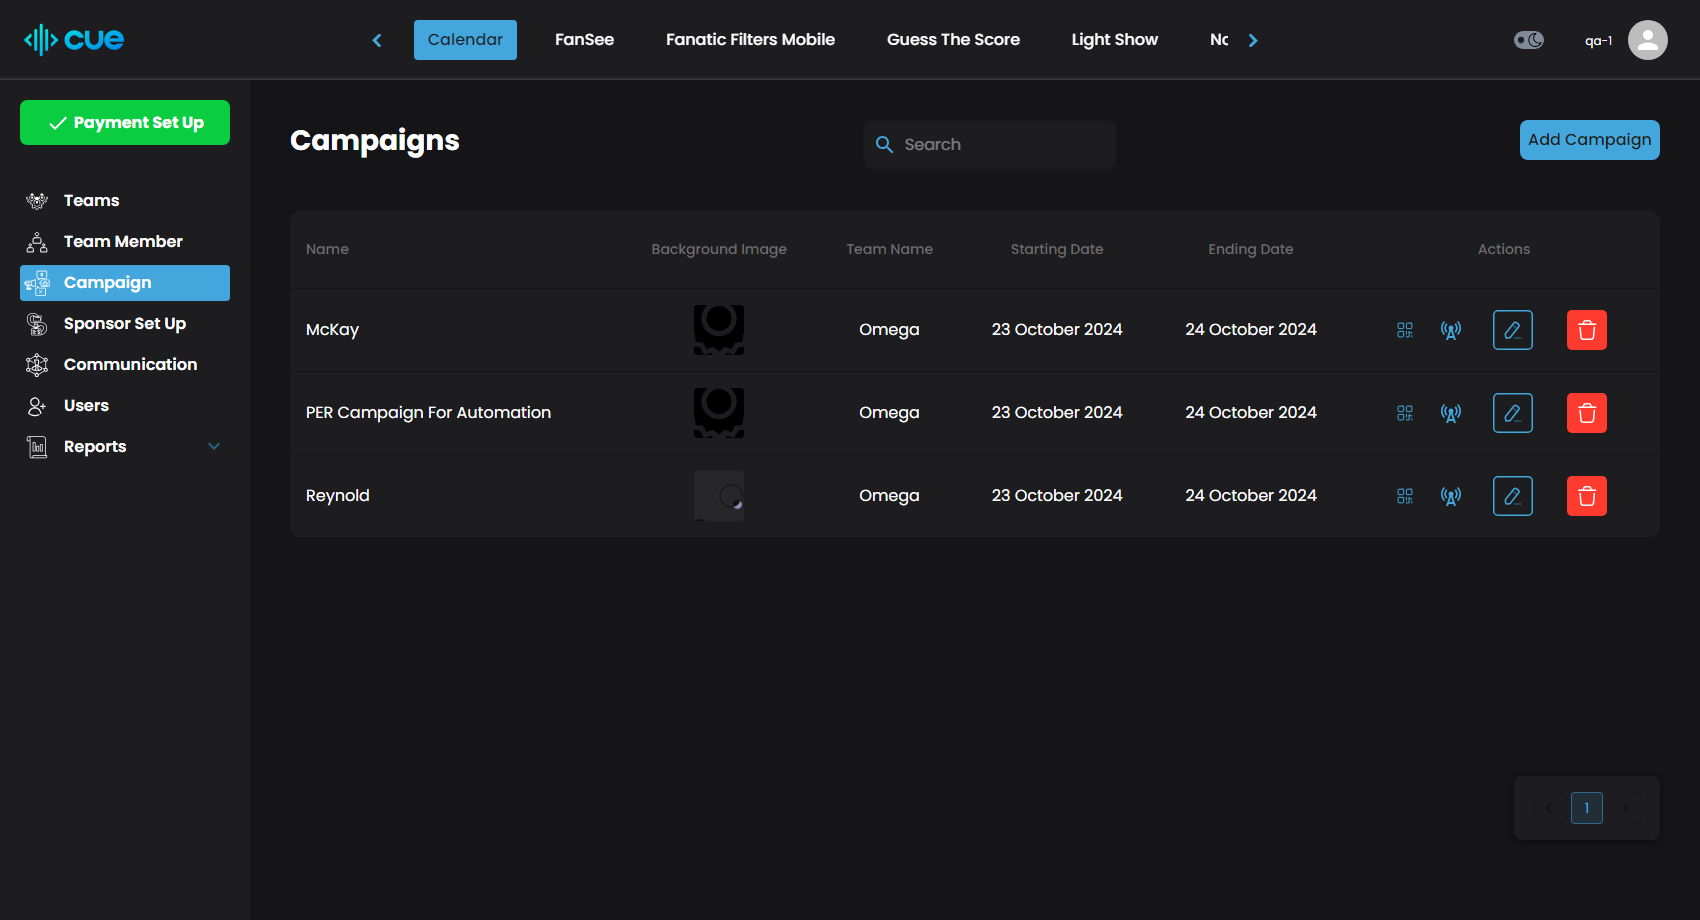 cue
Calendar
FanSee
Fanatic Filters Mobile
Guess The Score
Light Show
qa-1
Payment Set Up
Teams
Team Member
Campaign
Sponsor Set Up
Communication
Users
Reports
Campaigns
Search
Add Campaign
Name Background Image Team Name Starting Date Ending Date Actions
McKay Omega 23 October 2024 24 October 2024
PER Campaign For Automation Omega 23 October 2024 24 October 2024
Reynold Omega 23 October 2024 24 October 2024
1